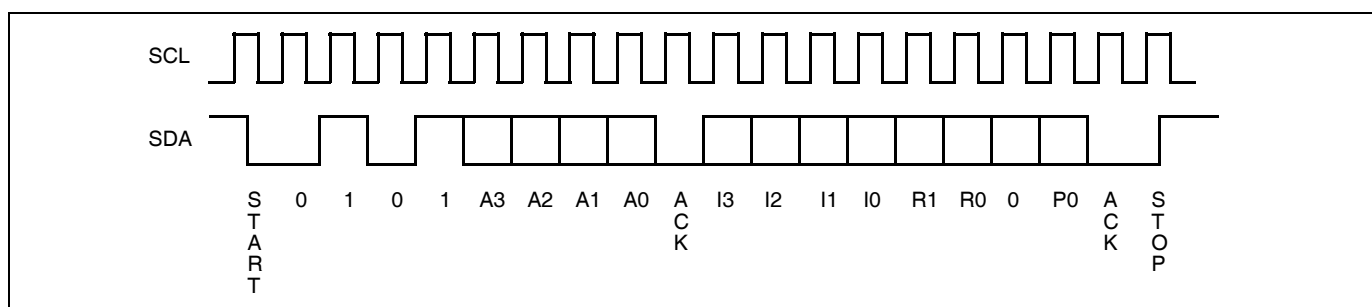 SCL
SDA
START 0 1 0 1 A3 A2 A1 A0 ACK I3 I2 I1 I0 R1 R0 0 P0 ACK STOP